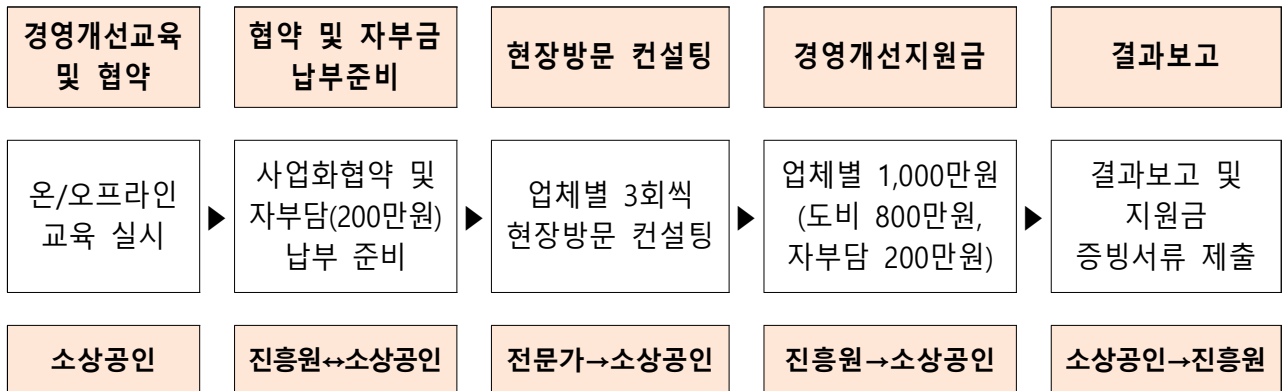 경영개선교육
및 협약
협약 및 자부금
납부준비
현장방문 컨설팅
경영개선지원금
결과보고
온/오프라인
교육 실시
▶
사업화협약 및
자부담(200만원)
납부 준비
▶
업체별 3회씩
현장방문 컨설팅
▶
업체별 1,000만원
(도비 800만원,
자부담 200만원)
▶
결과보고 및
지원금
증빙서류 제출
소상공인
진흥원↔소상공인
전문가→소상공인
진흥원→소상공인
소상공인→진흥원